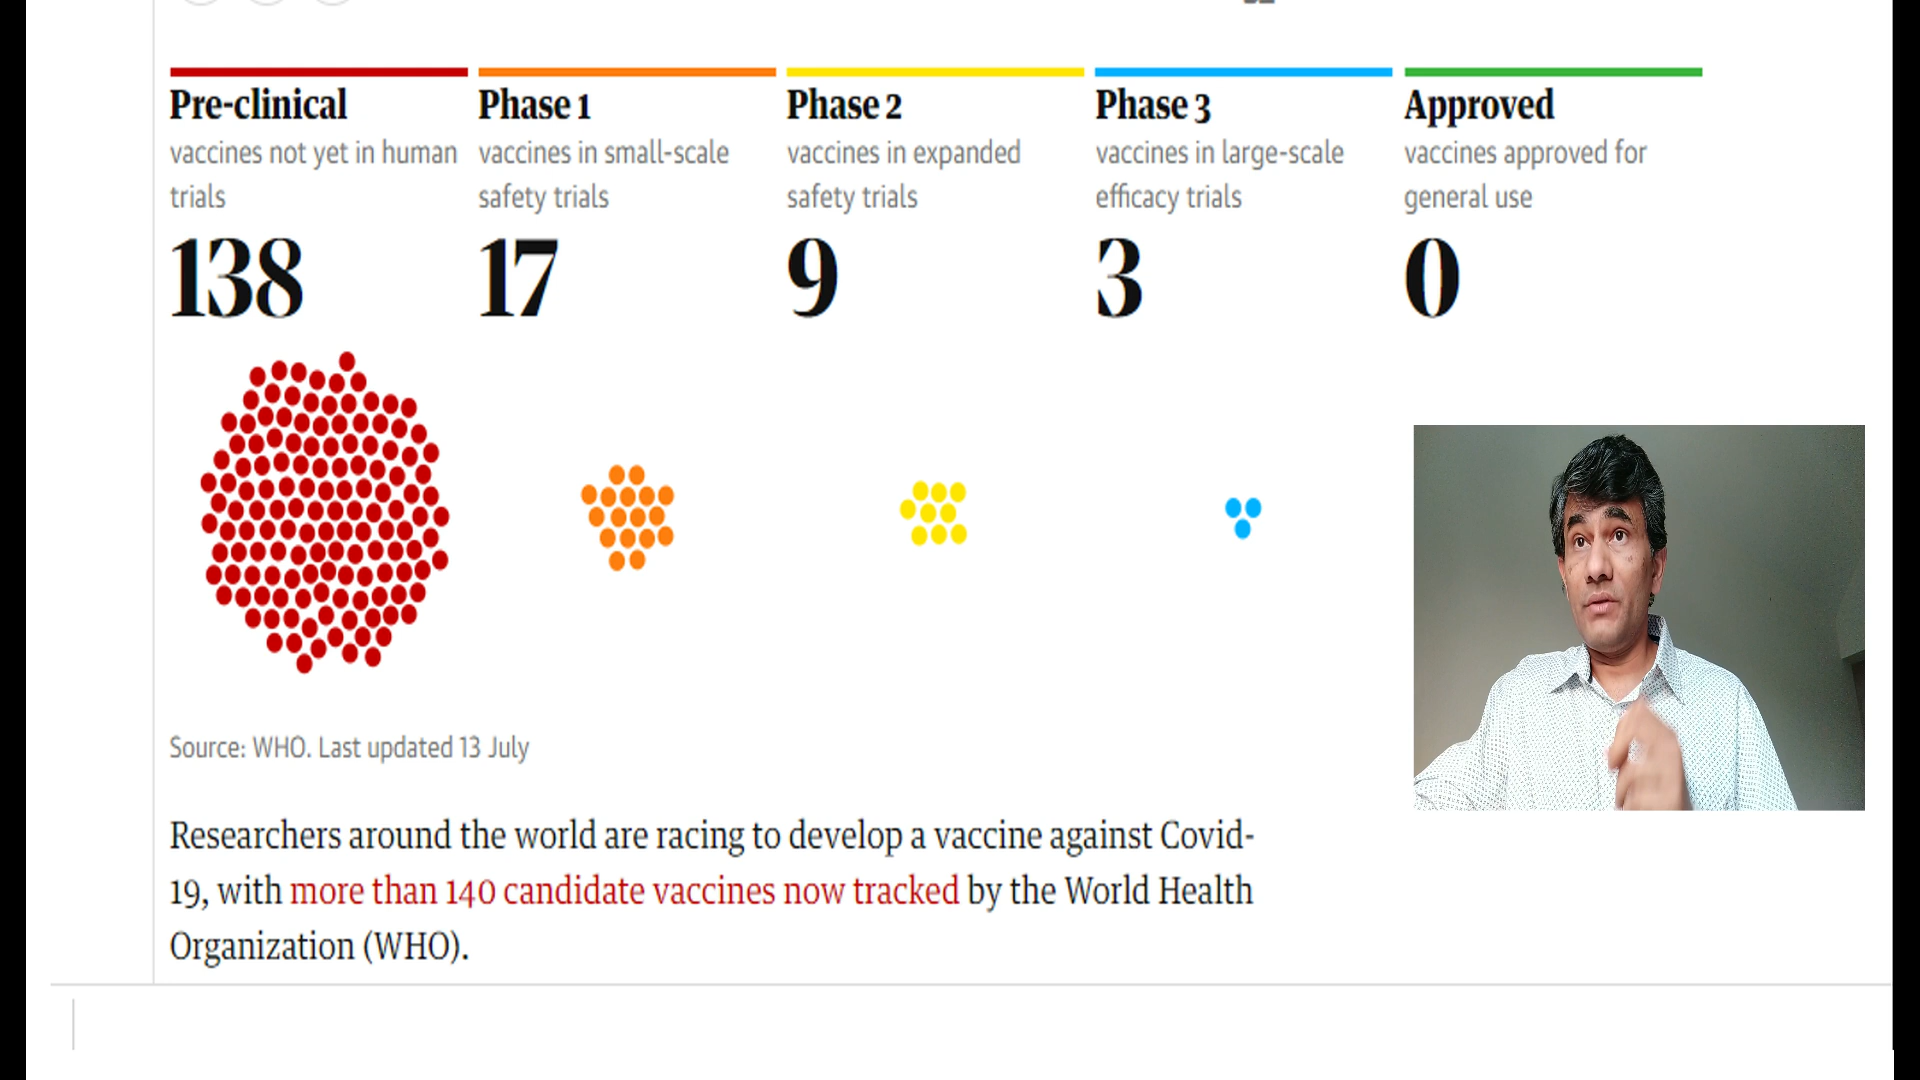 Pre-clinical
vaccines not yet in human
trials
138
Phase 1
vaccines in small-scale
safety trials
17
Phase 2
vaccines in expanded
safety trials
9
Phase 3
vaccines in large-scale
efficacy trials
3
Approved
vaccines approved for
general use
0
Source: WHO. Last updated 13 July
Researchers around the world are racing to develop a vaccine against Covid-
19, with more than 140 candidate vaccines now tracked by the World Health
Organization (WHO).